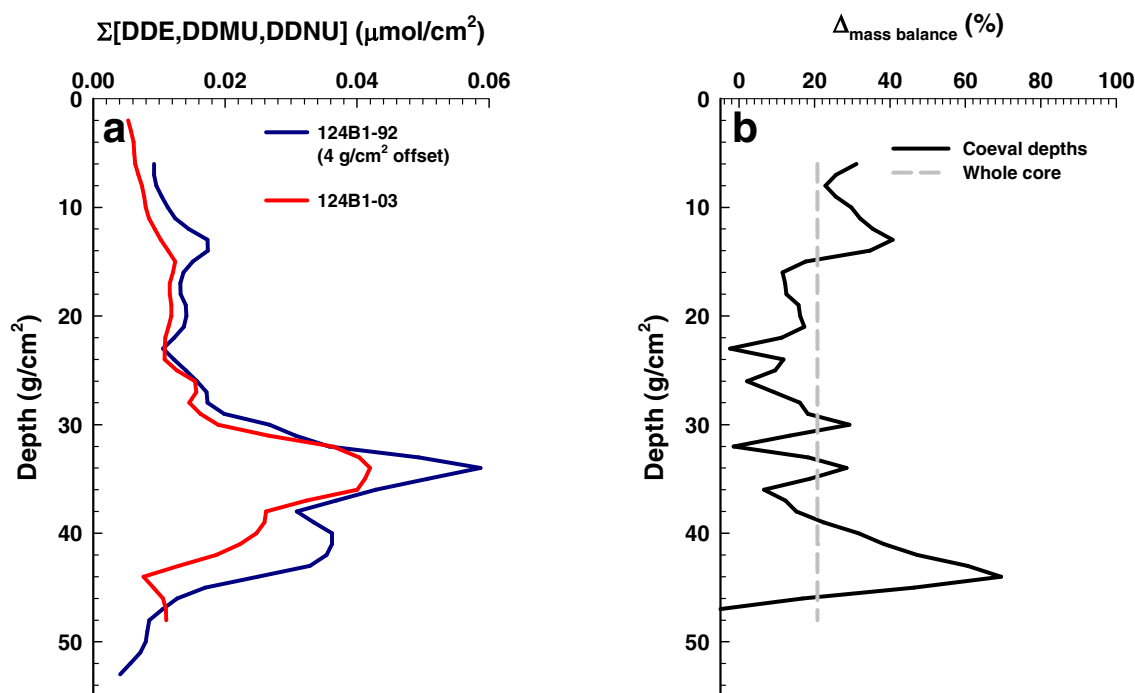 Σ[DDE,DDMU,DDNU] (μmol/cm²)
0.00 0.02 0.04 0.06
0
10
20
30
40
50
Depth (g/cm²)
a
124B1-92
(4 g/cm² offset)
124B1-03
Δmass balance (%)
0 20 40 60 80 100
0
10
20
30
40
50
Depth (g/cm²)
b
Coeval depths
Whole core